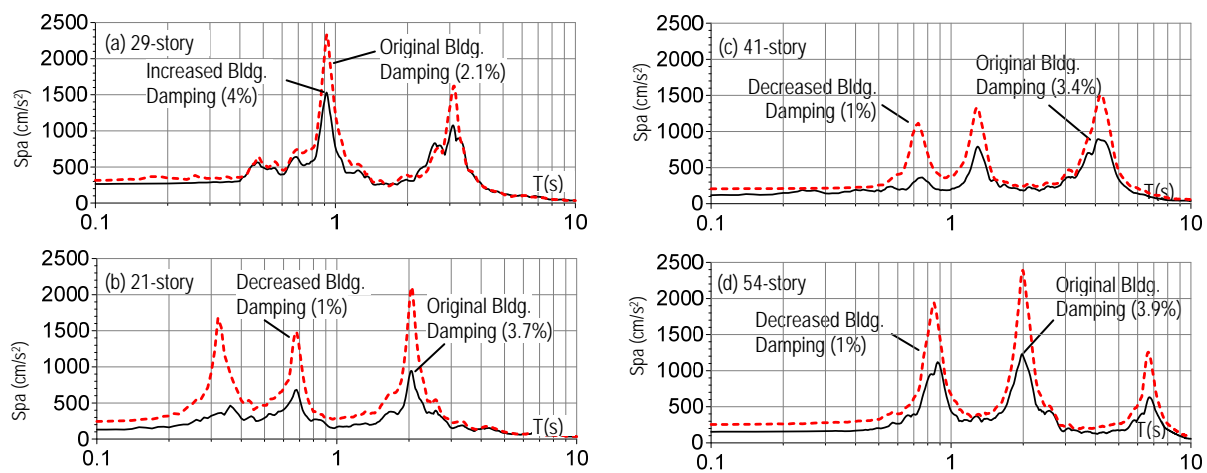 2500
2000
1500
1000
500
0
Spa (cm/s²)
(a) 29-story
Increased Bldg.
Damping (4%)
Original Bldg.
Damping (2.1%)
T(s)
0.1
1
10
2500
2000
1500
1000
500
0
Spa (cm/s²)
(c) 41-story
Decreased Bldg.
Damping (1%)
Original Bldg.
Damping (3.4%)
T(s)
0.1
1
10
2500
2000
1500
1000
500
0
Spa (cm/s²)
(b) 21-story
Decreased Bldg.
Damping (1%)
Original Bldg.
Damping (3.7%)
T(s)
0.1
1
10
2500
2000
1500
1000
500
0
Spa (cm/s²)
(d) 54-story
Decreased Bldg.
Damping (1%)
Original Bldg.
Damping (3.9%)
T(s)
0.1
1
10